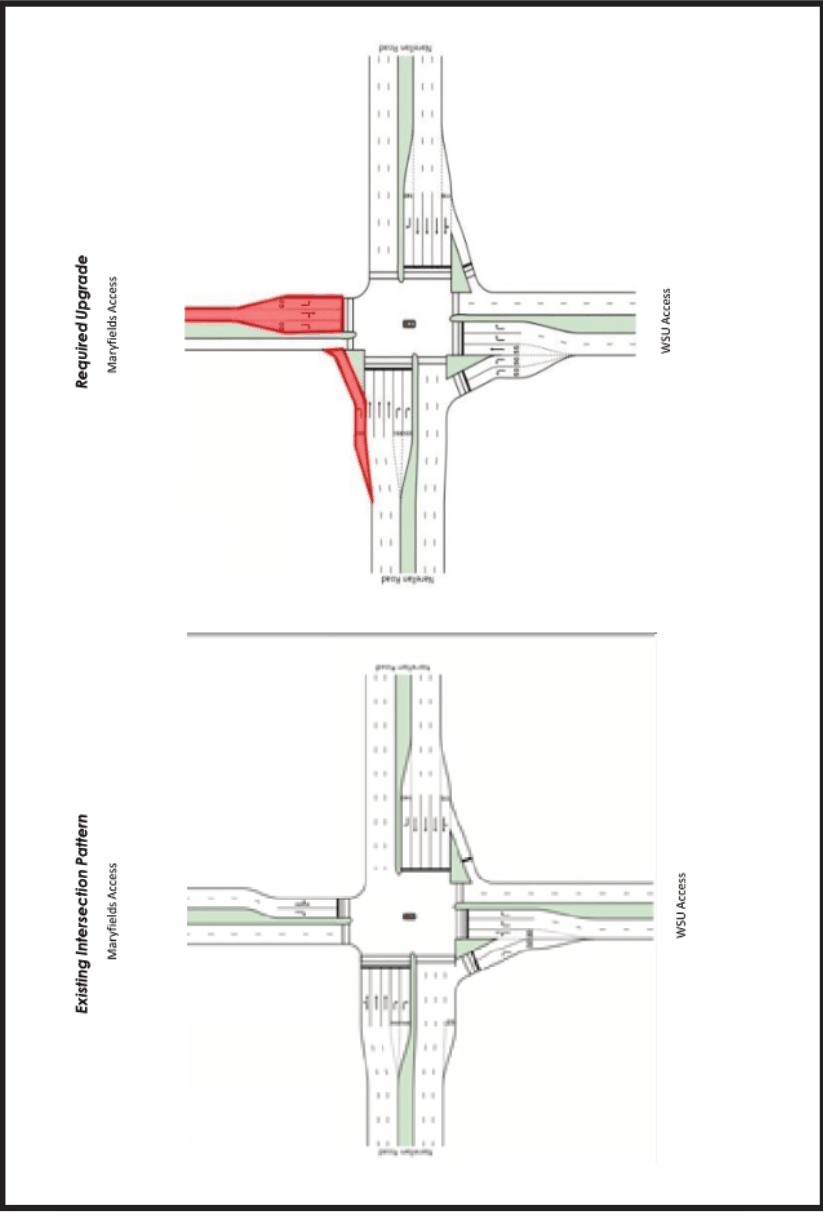 Existing Intersection Pattern
Maryfields Access
Narellan Road
Narellan Road
WSU Access
Required Upgrade
Maryfields Access
Narellan Road
Narellan Road
WSU Access